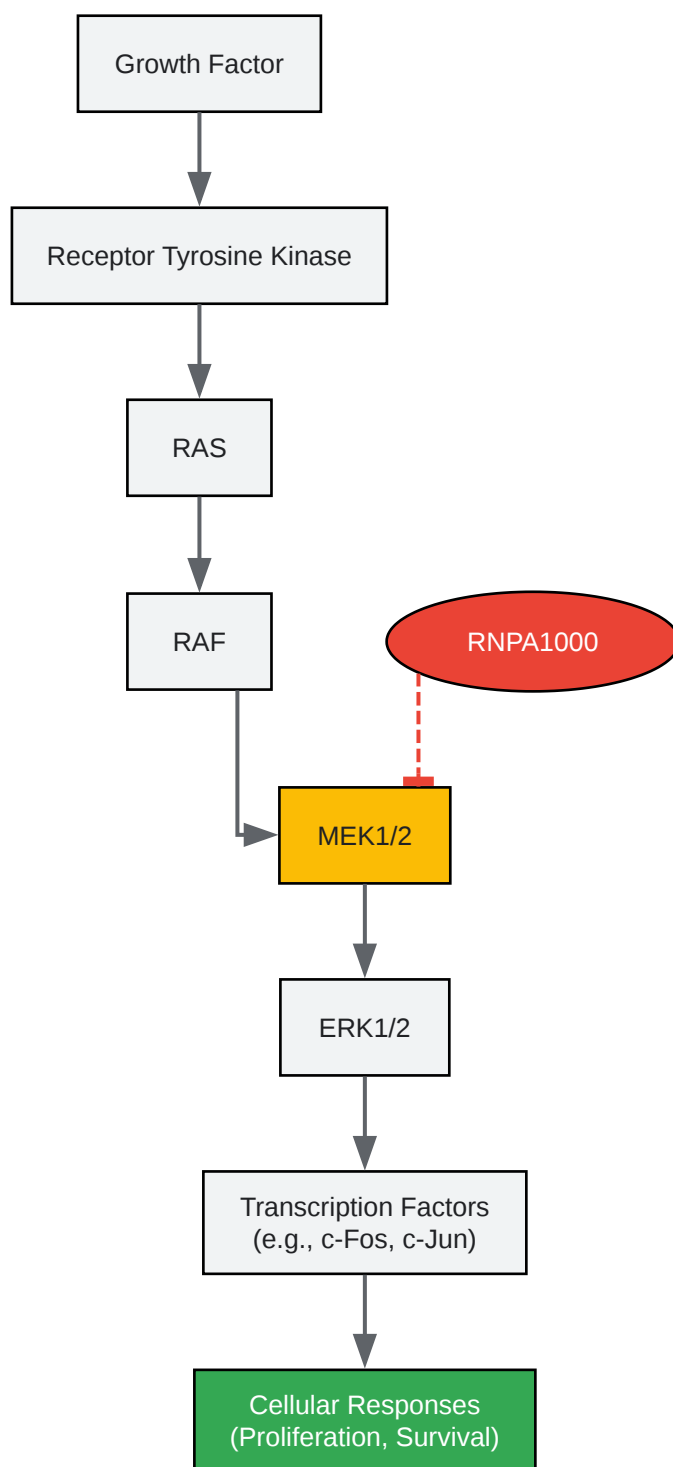 Growth Factor
Receptor Tyrosine Kinase
RAS
RAF
RNPA1000
MEK1/2
ERK1/2
Transcription Factors
(e.g., c-Fos, c-Jun)
Cellular Responses
(Proliferation, Survival)